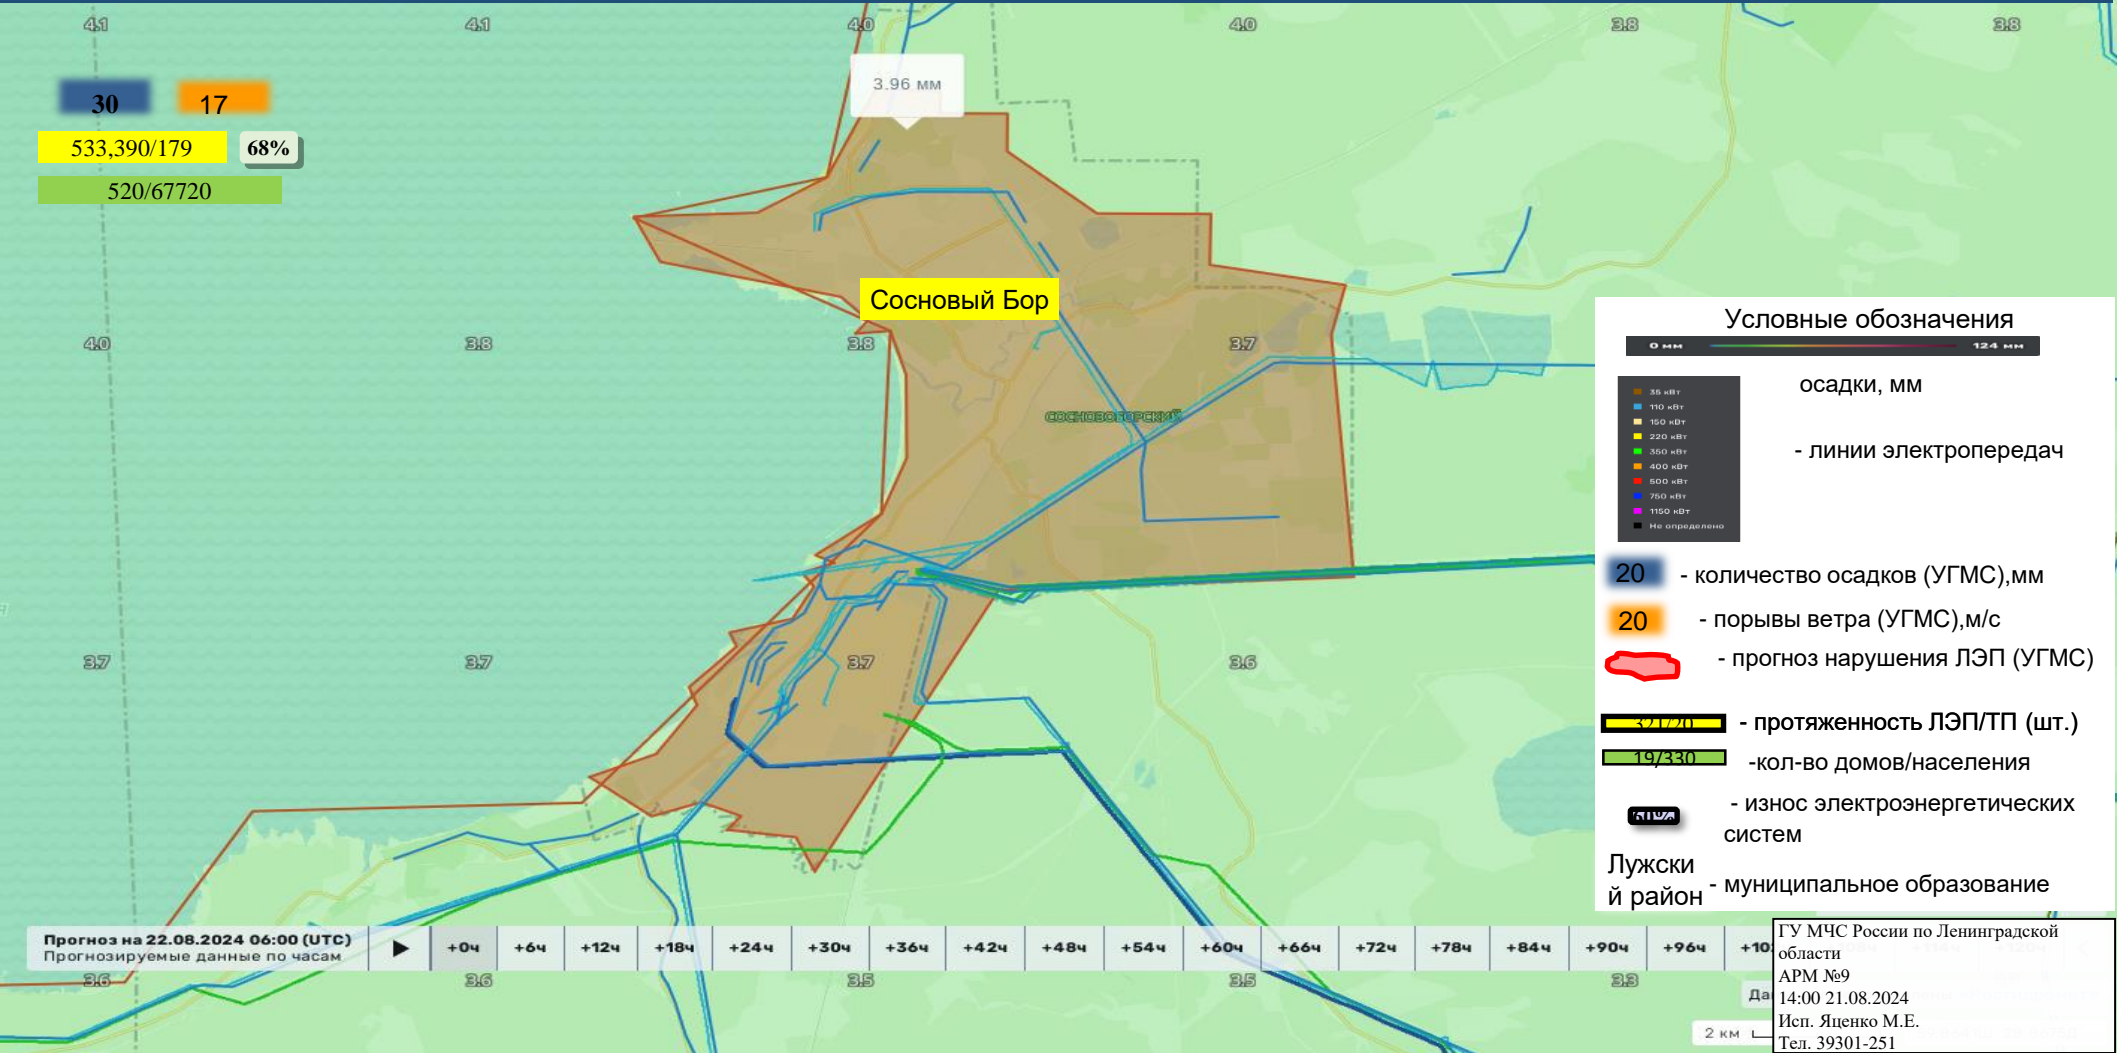 4.1
4.1
4.0
4.0
3.8
3.8
3.96 мм
30
17
533,390/179
68%
520/67720
Сосновый Бор
4.0
3.8
3.8
3.7
СОСНОВОБОРСКИЙ
3.7
3.7
3.7
3.6
Условные обозначения
0 мм
124 мм
осадки, мм
35 кВт
110 кВт
150 кВт
220 кВт
350 кВт
400 кВт
500 кВт
750 кВт
1150 кВт
Не определено
- линии электропередач
20 - количество осадков (УГМС),мм
20 - порывы ветра (УГМС),м/с
- прогноз нарушения ЛЭП (УГМС)
321/20 - протяженность ЛЭП/ТП (шт.)
19/330 -кол-во домов/населения
60% - износ электроэнергетических
систем
Лужски
й район - муниципальное образование
Прогноз на 22.08.2024 06:00 (UTC)
Прогнозируемые данные по часам
+0ч +6ч +12ч +18ч +24ч +30ч +36ч +42ч +48ч +54ч +60ч +66ч +72ч +78ч +84ч +90ч +96ч
3.6
3.6
3.5
3.5
3.3
2 км
ГУ МЧС России по Ленинградской
области
АРМ №9
14:00 21.08.2024
Исп. Яценко М.Е.
Тел. 39301-251